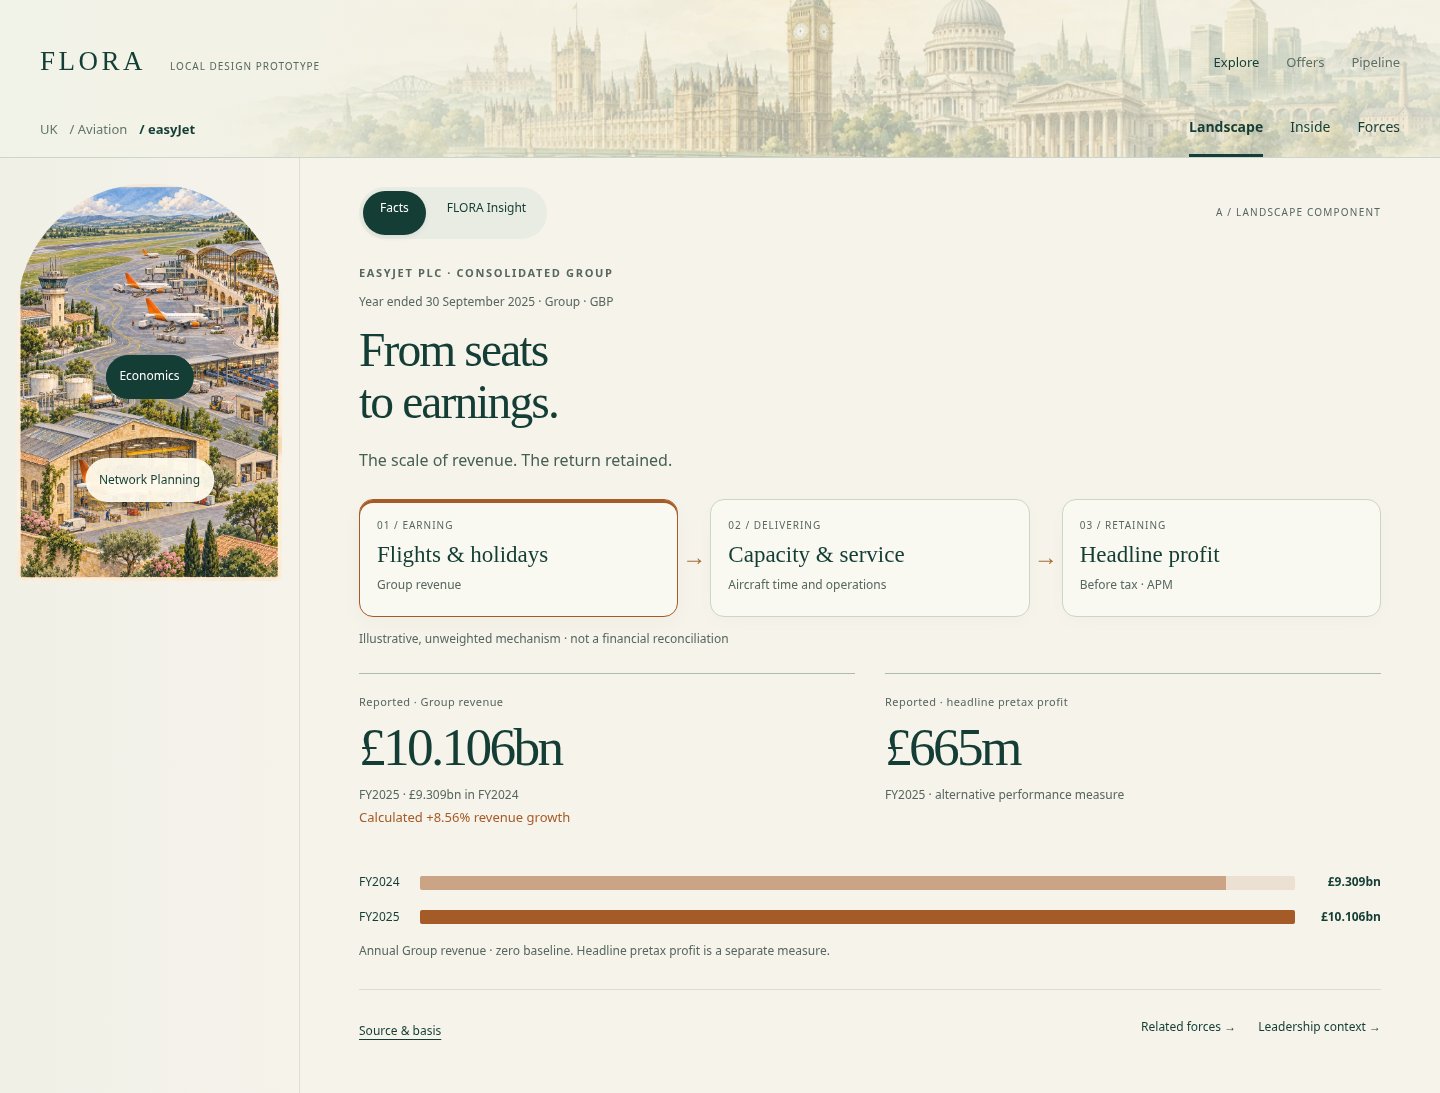 FLORA LOCAL DESIGN PROTOTYPE
Explore Offers Pipeline
UK / Aviation / easyJet
Landscape Inside Forces
Economics
Network Planning
Facts FLORA Insight
A / LANDSCAPE COMPONENT
EASYJET PLC · CONSOLIDATED GROUP
Year ended 30 September 2025 · Group · GBP
From seats
to earnings.
The scale of revenue. The return retained.
01 / EARNING
Flights & holidays
Group revenue
→
02 / DELIVERING
Capacity & service
Aircraft time and operations
→
03 / RETAINING
Headline profit
Before tax · APM
Illustrative, unweighted mechanism · not a financial reconciliation
Reported · Group revenue
£10.106bn
FY2025 · £9.309bn in FY2024
Calculated +8.56% revenue growth
Reported · headline pretax profit
£665m
FY2025 · alternative performance measure
FY2024 £9.309bn
FY2025 £10.106bn
Annual Group revenue · zero baseline. Headline pretax profit is a separate measure.
Source & basis
Related forces → Leadership context →